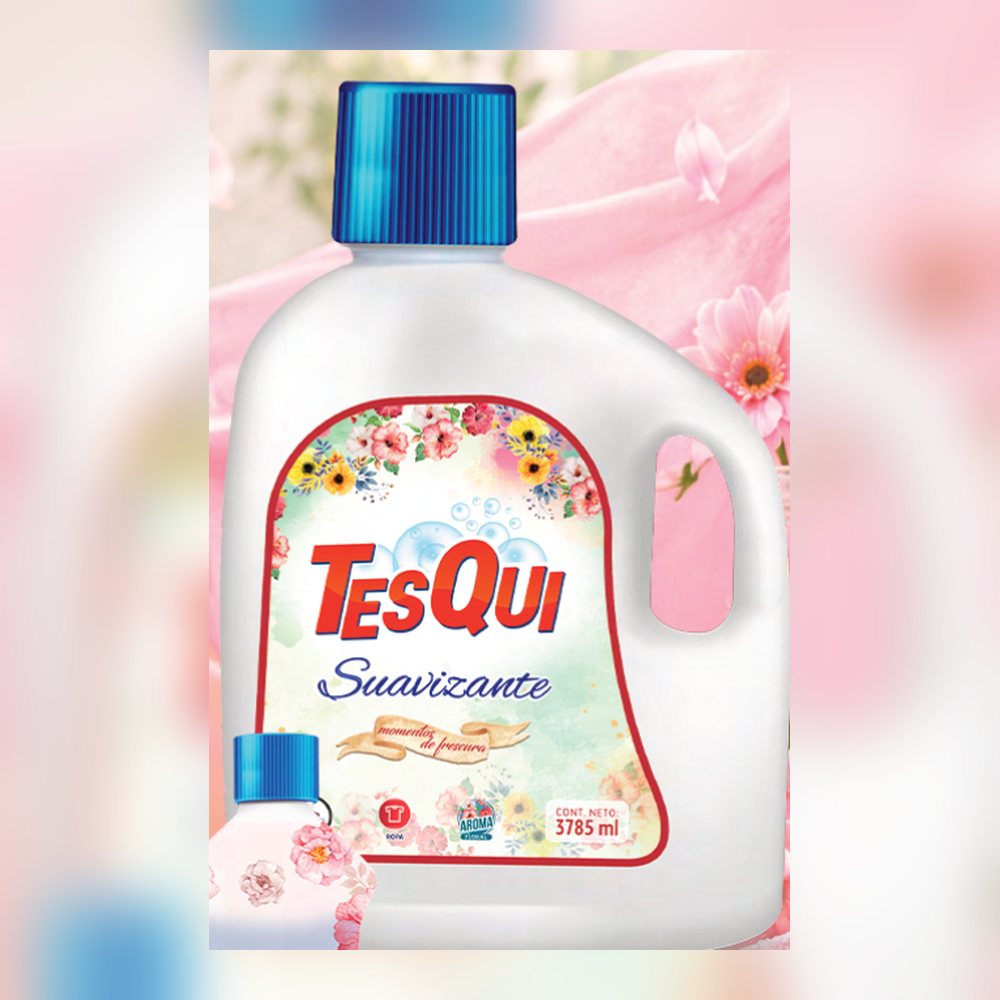 TESQUI
Suavizante
momentos
de frescura
ROPA
AROMA
FLORAL
CONT. NETO:
3785 ml